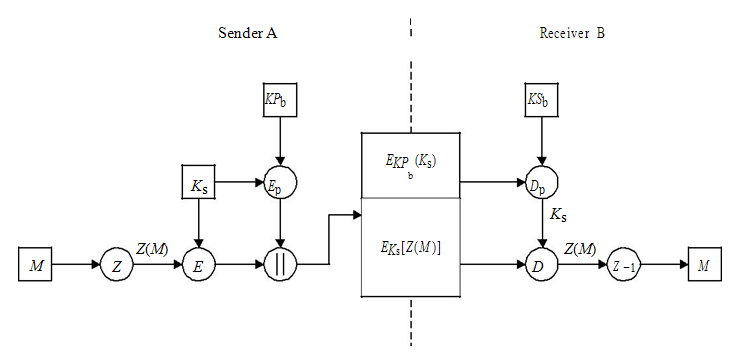 Sender A
Receiver B
KPb
KSb
EKPb (Ks)
Ks
Ep
Dp
Ks
EKs[Z(M)]
Z(M)
Z(M)
M
Z
E
||
D
Z –1
M